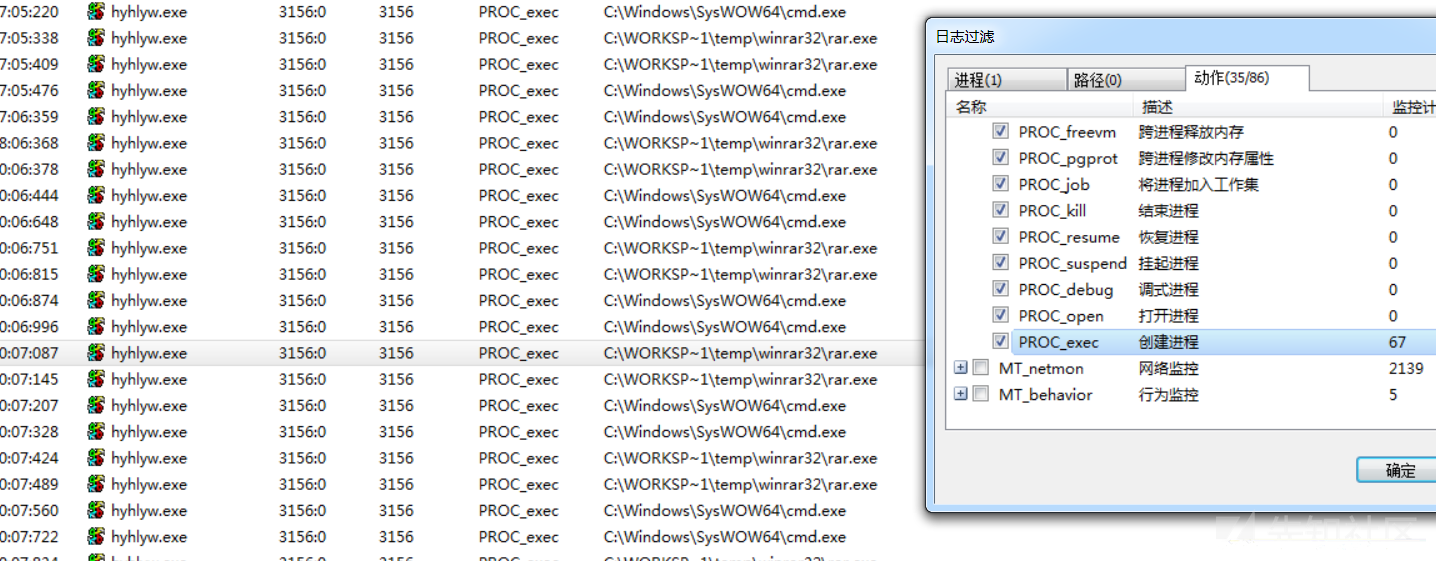 7:05:220 hyhlyw.exe 3156:0 3156 PROC_exec C:\Windows\SysWOW64\cmd.exe
7:05:338 hyhlyw.exe 3156:0 3156 PROC_exec C:\WORKSP~1\temp\winrar32\rar.exe
7:05:409 hyhlyw.exe 3156:0 3156 PROC_exec C:\WORKSP~1\temp\winrar32\rar.exe
7:05:476 hyhlyw.exe 3156:0 3156 PROC_exec C:\Windows\SysWOW64\cmd.exe
7:06:359 hyhlyw.exe 3156:0 3156 PROC_exec C:\Windows\SysWOW64\cmd.exe
8:06:368 hyhlyw.exe 3156:0 3156 PROC_exec C:\WORKSP~1\temp\winrar32\rar.exe
0:06:378 hyhlyw.exe 3156:0 3156 PROC_exec C:\WORKSP~1\temp\winrar32\rar.exe
0:06:444 hyhlyw.exe 3156:0 3156 PROC_exec C:\Windows\SysWOW64\cmd.exe
0:06:648 hyhlyw.exe 3156:0 3156 PROC_exec C:\Windows\SysWOW64\cmd.exe
0:06:751 hyhlyw.exe 3156:0 3156 PROC_exec C:\WORKSP~1\temp\winrar32\rar.exe
0:06:815 hyhlyw.exe 3156:0 3156 PROC_exec C:\WORKSP~1\temp\winrar32\rar.exe
0:06:874 hyhlyw.exe 3156:0 3156 PROC_exec C:\Windows\SysWOW64\cmd.exe
0:06:996 hyhlyw.exe 3156:0 3156 PROC_exec C:\Windows\SysWOW64\cmd.exe
0:07:087 hyhlyw.exe 3156:0 3156 PROC_exec C:\WORKSP~1\temp\winrar32\rar.exe
0:07:145 hyhlyw.exe 3156:0 3156 PROC_exec C:\WORKSP~1\temp\winrar32\rar.exe
0:07:207 hyhlyw.exe 3156:0 3156 PROC_exec C:\Windows\SysWOW64\cmd.exe
0:07:328 hyhlyw.exe 3156:0 3156 PROC_exec C:\Windows\SysWOW64\cmd.exe
0:07:424 hyhlyw.exe 3156:0 3156 PROC_exec C:\WORKSP~1\temp\winrar32\rar.exe
0:07:489 hyhlyw.exe 3156:0 3156 PROC_exec C:\WORKSP~1\temp\winrar32\rar.exe
0:07:560 hyhlyw.exe 3156:0 3156 PROC_exec C:\Windows\SysWOW64\cmd.exe
0:07:722 hyhlyw.exe 3156:0 3156 PROC_exec C:\Windows\SysWOW64\cmd.exe
hyhlyw.exe 3156:0 3156 PROC_exec C:\WORKSP~1\temp\winrar32\rar.exe
日志过滤
进程(1) 路径(0) 动作(35/86)
名称 描述 监控计
PROC_freevm 跨进程释放内存 0
PROC_pgprot 跨进程修改内存属性 0
PROC_job 将进程加入工作集 0
PROC_kill 结束进程 0
PROC_resume 恢复进程 0
PROC_suspend 挂起进程 0
PROC_debug 调式进程 0
PROC_open 打开进程 0
PROC_exec 创建进程 67
MT_netmon 网络监控 2139
MT_behavior 行为监控 5
确定
先知社区